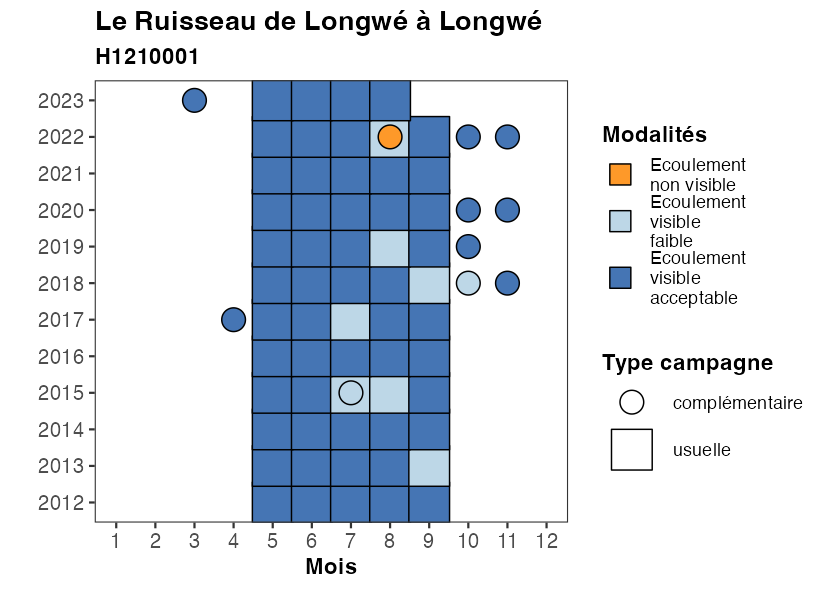 Le Ruisseau de Longwé à Longwé
H1210001
2023
2022
2021
2020
2019
2018
2017
2016
2015
2014
2013
2012
1 2 3 4 5 6 7 8 9 10 11 12
Mois
Modalités
Ecoulement
non visible
Ecoulement
visible
faible
Ecoulement
visible
acceptable
Type campagne
complémentaire
usuelle